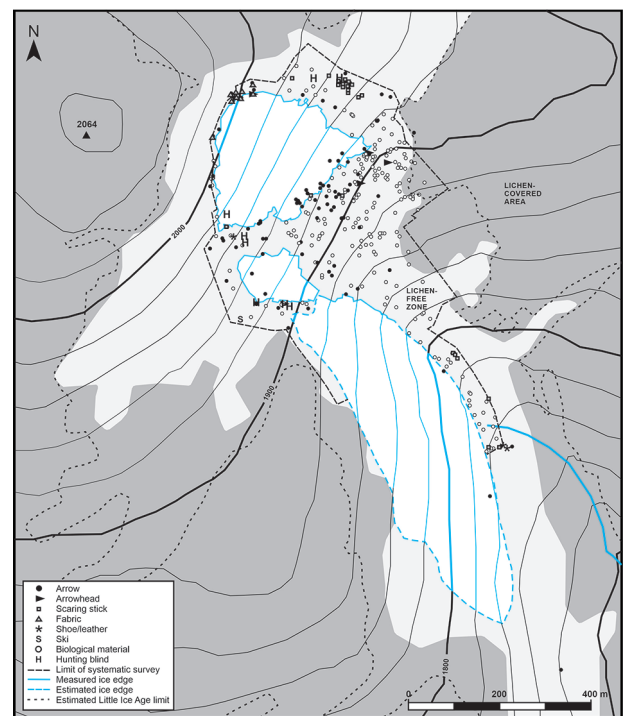 N
2064
H
H
LICHEN-
COVERED
AREA
2000
H
H
H
LICHEN-
FREE
ZONE
H
H
S
1900
1800
Arrow
Arrowhead
Scaring stick
Fabric
Shoe/leather
S Ski
Biological material
H Hunting blind
Limit of systematic survey
Measured ice edge
Estimated ice edge
Estimated Little Ice Age limit
0 200 400 m